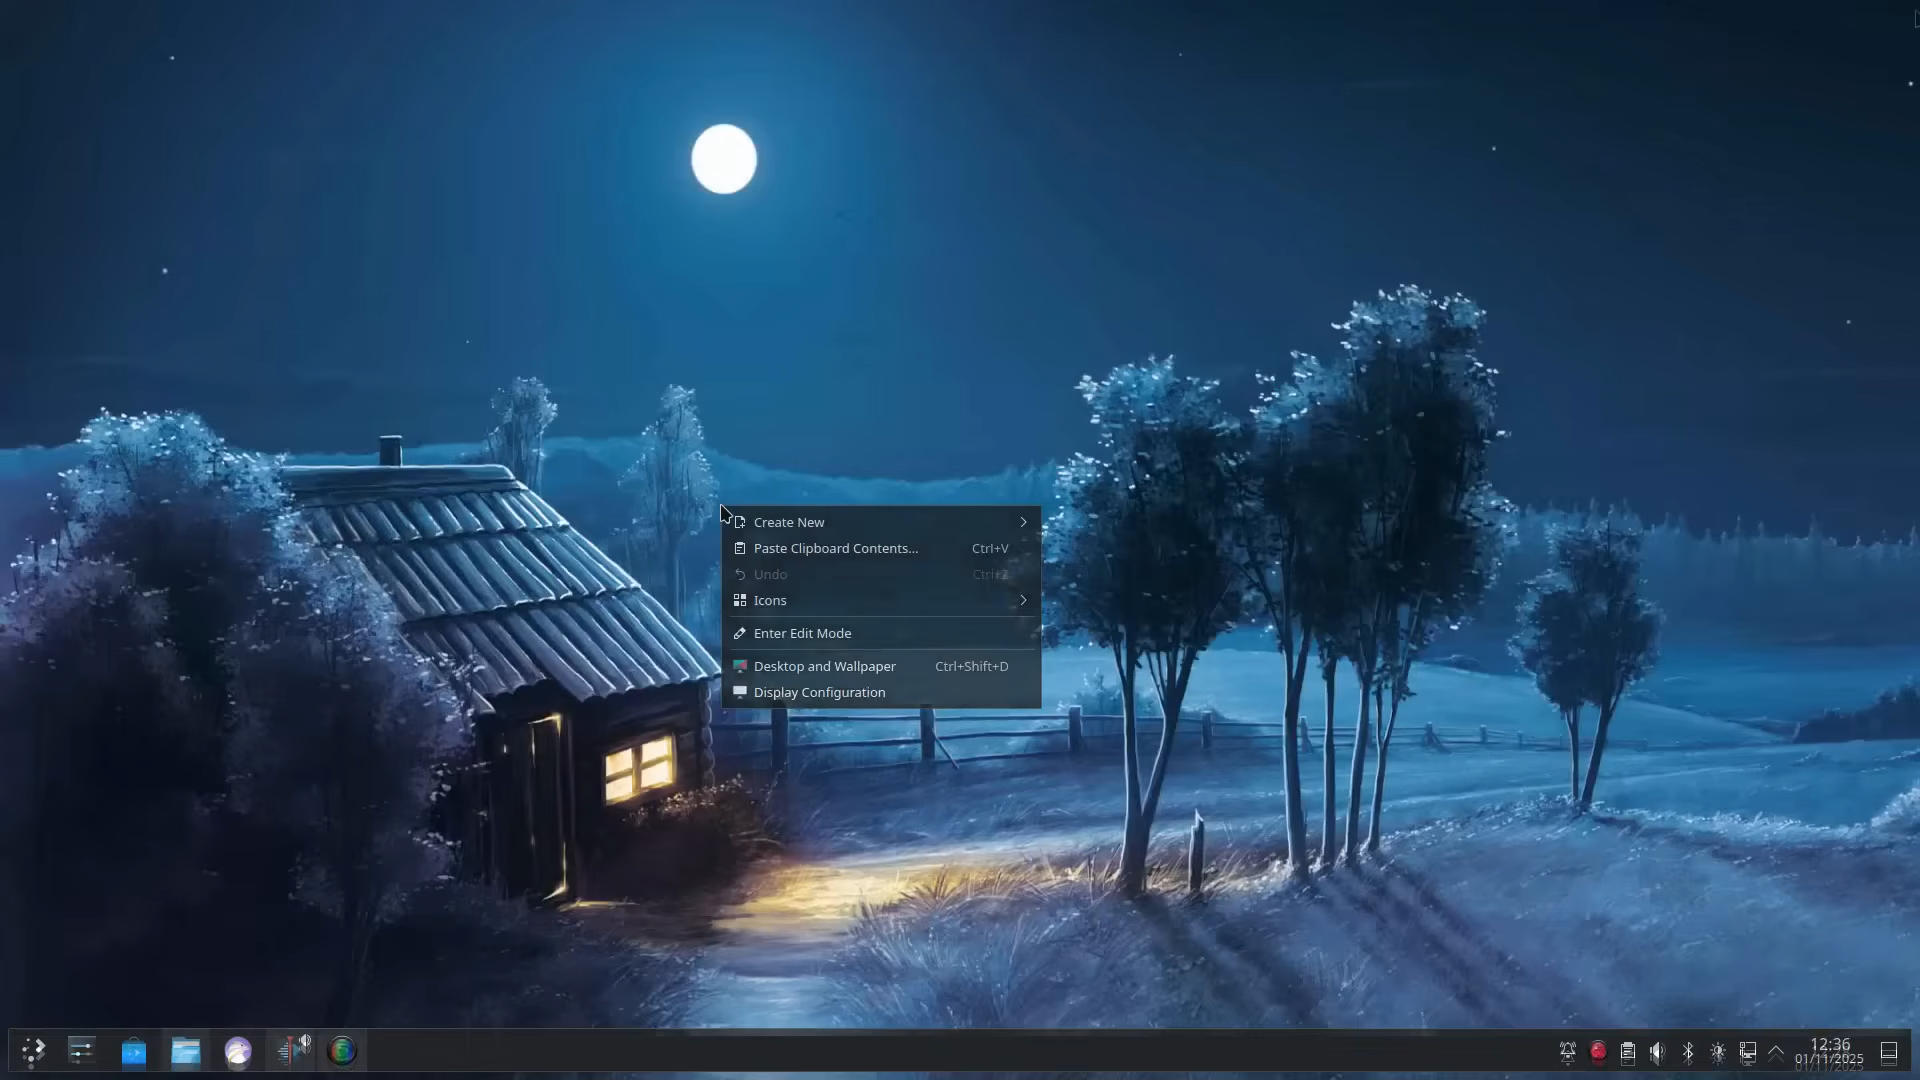 Create New
Paste Clipboard Contents... Ctrl+V
Undo Ctrl+Z
Icons
Enter Edit Mode
Desktop and Wallpaper Ctrl+Shift+D
Display Configuration
12:36
01/11/2025